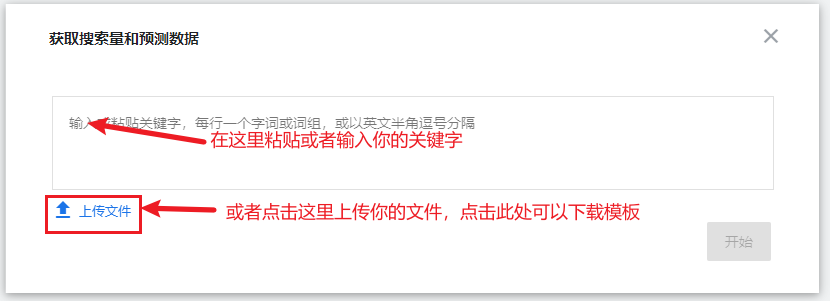 获取搜索量和预测数据
输入或粘贴关键字，每行一个字词或词组，或以英文半角逗号分隔
在这里粘贴或者输入你的关键字
上传文件
或者点击这里上传你的文件，点击此处可以下载模板
开始